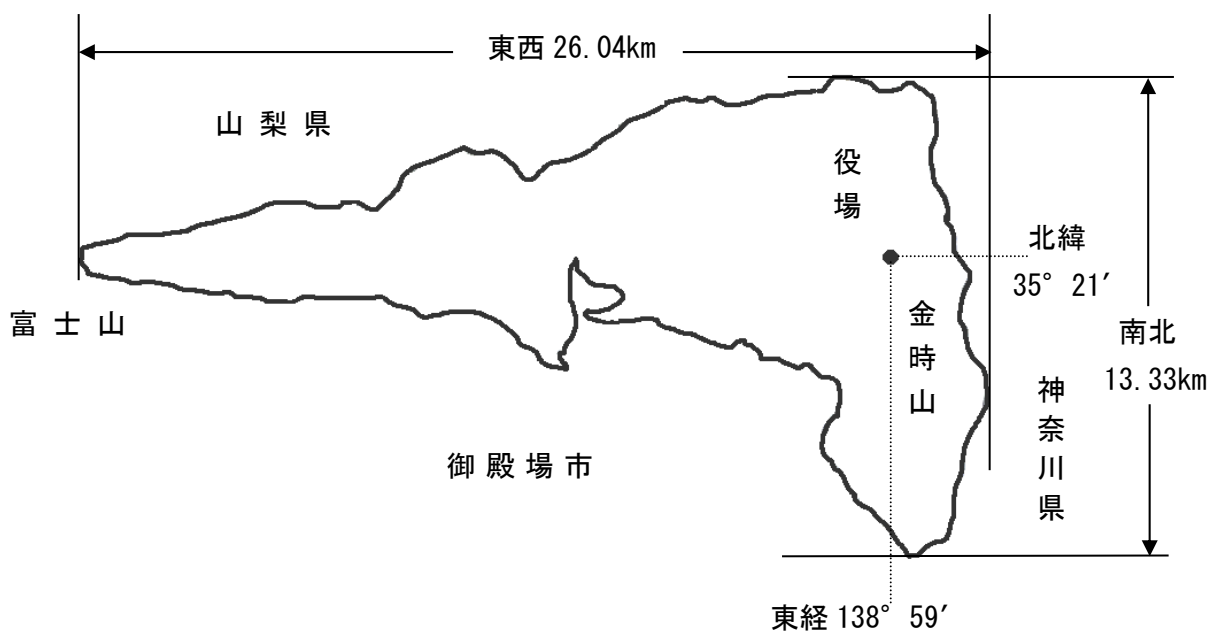 東西 26.04km
山梨県
役場
北緯
35° 21′
富士山
金時山
南北
13.33km
神奈川県
御殿場市
東経 138° 59′